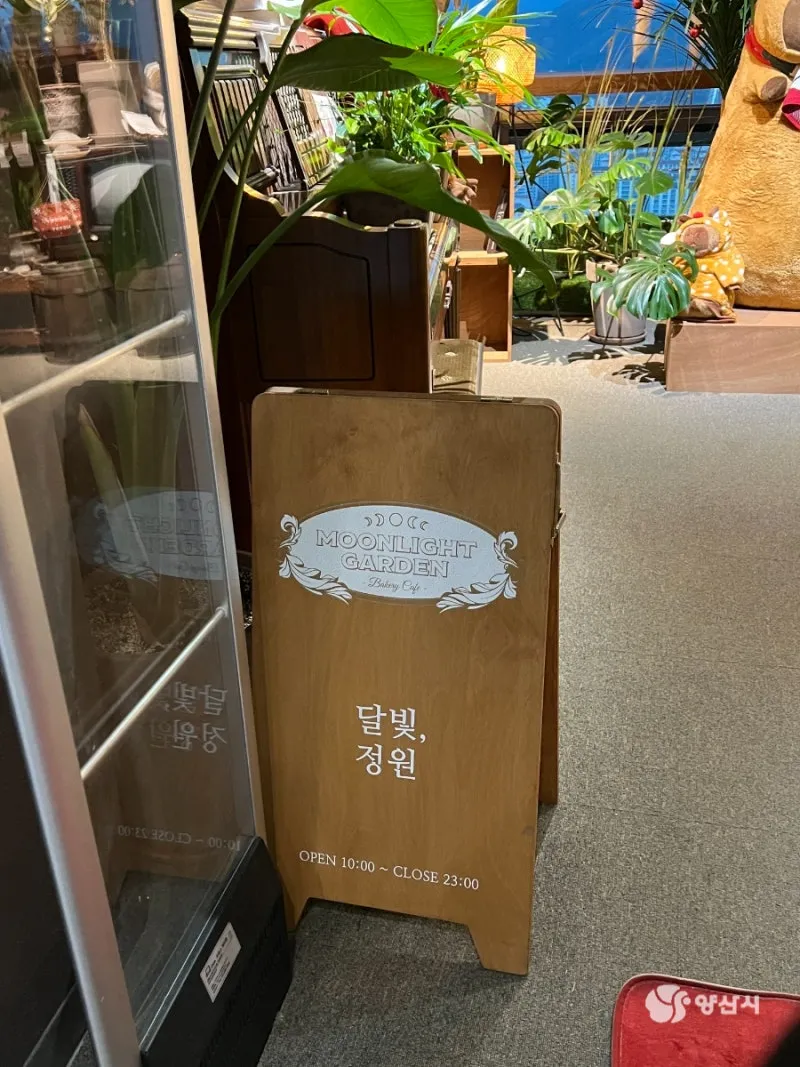 MOONLIGHT
GARDEN
- Bakery Cafe -
달빛,
정원
OPEN 10:00 ~ CLOSE 23:00
양산시